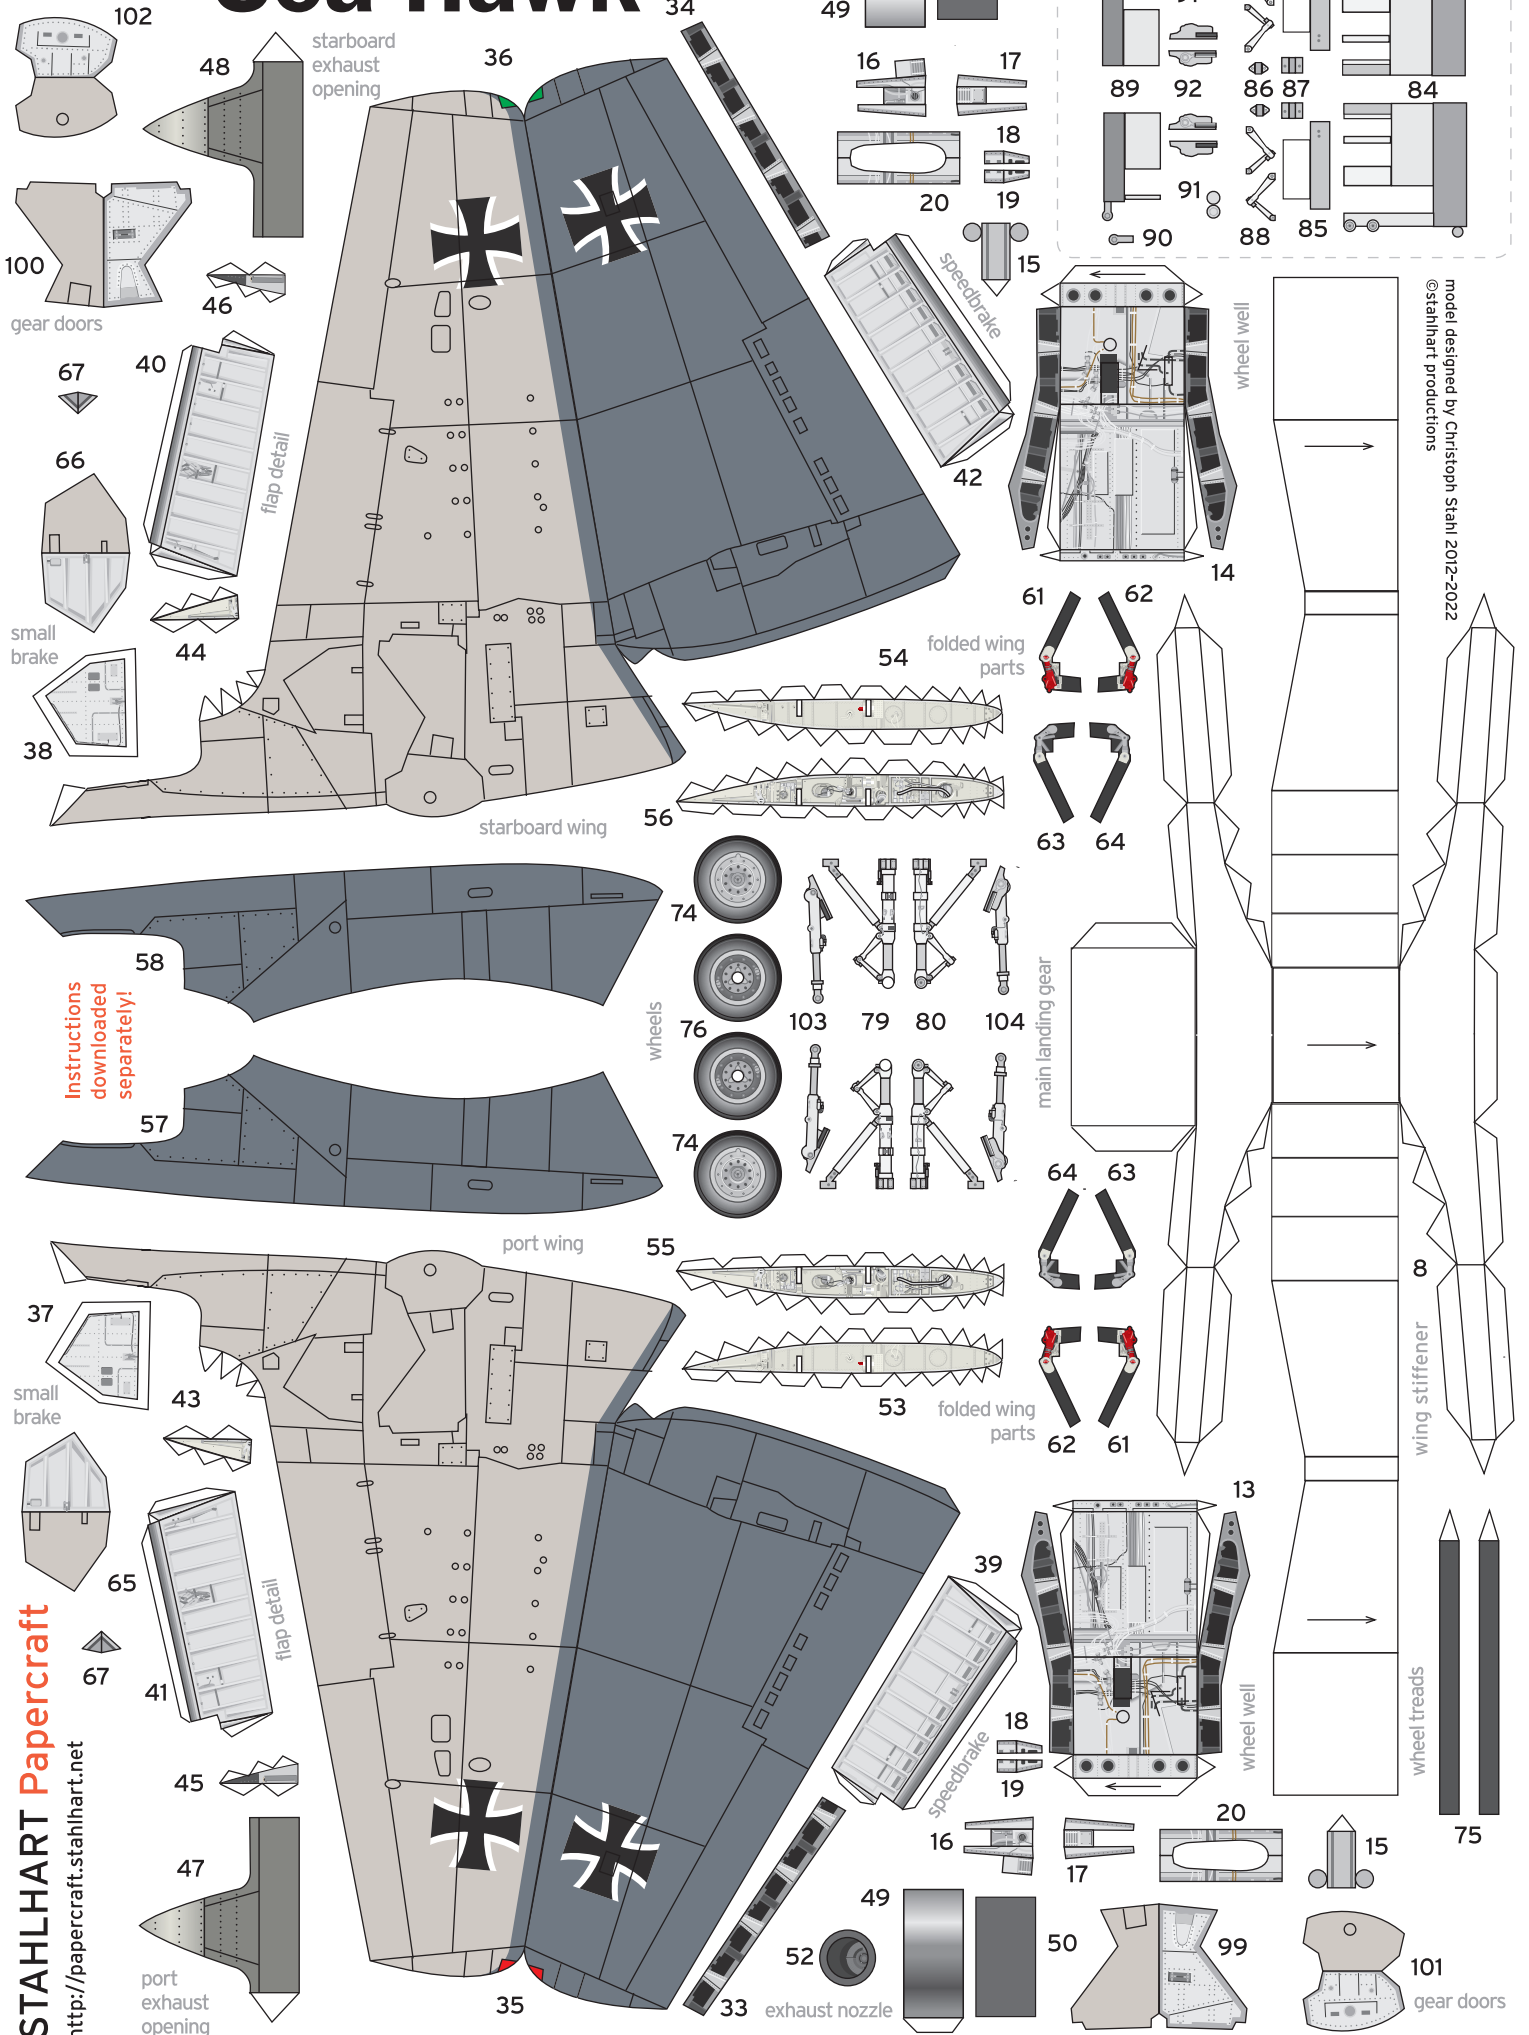 Sea Hawk
102
48
starboard
exhaust
opening
36
34
49
16
17
18
20
19
15
89
92
86
87
84
91
90
88
85
100
gear doors
46
speedbrake
wheel well
model designed by Christoph Stahl 2012-2022
©stahlhart productions
40
67
flap detail
42
66
14
61
62
small
brake
44
54
folded wing
parts
38
56
starboard wing
63
64
58
74
Instructions
downloaded
separately!
wheels
76
103
79
80
104
main landing gear
57
74
64
63
port wing
55
8
37
wing stiffener
small
brake
43
53
folded wing
parts
62
61
13
65
39
flap detail
67
41
wheel well
wheel treads
18
19
speedbrake
STAHLHART Papercraft
http://papercraft.stahlhart.net
45
20
75
16
17
15
47
49
50
52
99
101
port
exhaust
opening
35
33
exhaust nozzle
gear doors